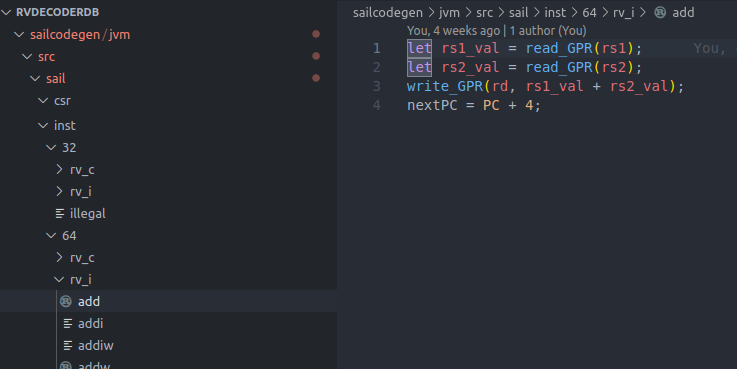 RVDECODERDB
sailcodegen / jvm
src
sail
csr
inst
32
rv_c
rv_i
illegal
64
rv_c
rv_i
add
addi
addiw
addw
sailcodegen > jvm > src > sail > inst > 64 > rv_i > add
You, 4 weeks ago | 1 author (You)
1 let rs1_val = read_GPR(rs1); You,
2 let rs2_val = read_GPR(rs2);
3 write_GPR(rd, rs1_val + rs2_val);
4 nextPC = PC + 4;